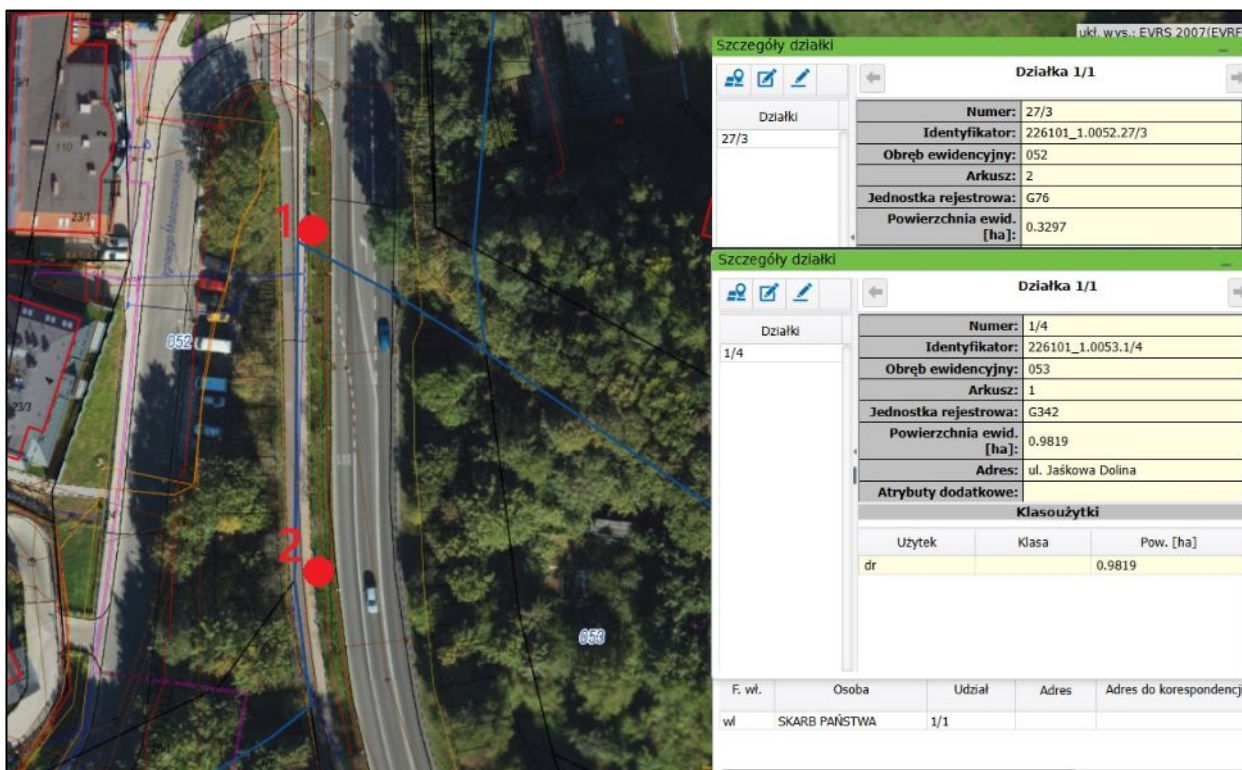 ukł. wys.: EVRS 2007(EVRF
Szczegóły działki
Działka 1/1
Działki
27/3
Numer: 27/3
Identyfikator: 226101_1.0052.27/3
Obręb ewidencyjny: 052
Arkusz: 2
Jednostka rejestrowa: G76
Powierzchnia ewid. [ha]: 0.3297
Szczegóły działki
Działka 1/1
Działki
1/4
Numer: 1/4
Identyfikator: 226101_1.0053.1/4
Obręb ewidencyjny: 053
Arkusz: 1
Jednostka rejestrowa: G342
Powierzchnia ewid. [ha]: 0.9819
Adres: ul. Jaśkowa Dolina
Atrybuty dodatkowe:
Klasoużytki
Użytek Klasa Pow. [ha]
dr 0.9819
F. wł. Osoba Udział Adres Adres do korespondencji
wł SKARB PAŃSTWA 1/1
19/1
2
110
23/1
1
052
23/3
2
053